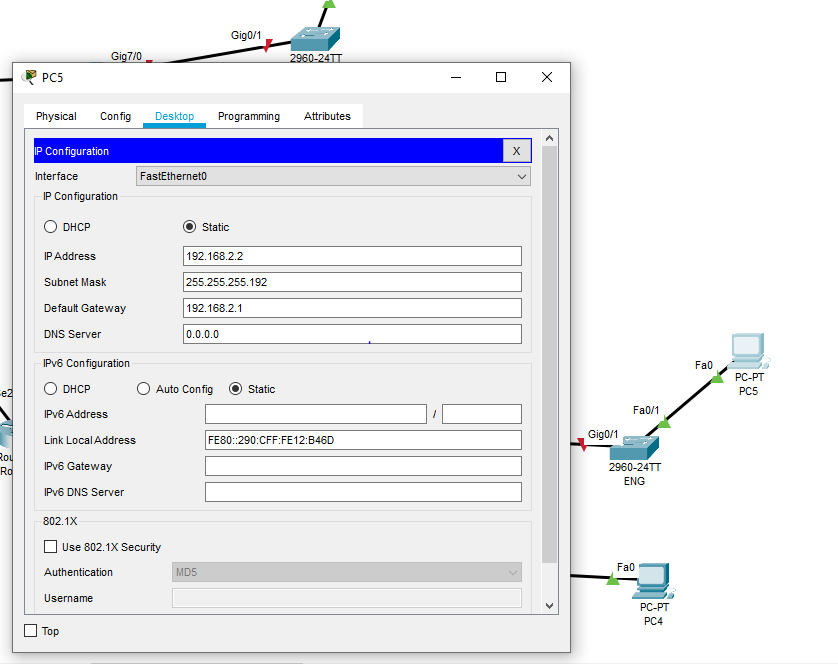 Gig0/1
2960-24TT
Gig7/0
PC5
Physical Config Desktop Programming Attributes
IP Configuration X
Interface FastEthernet0
IP Configuration
DHCP Static
IP Address 192.168.2.2
Subnet Mask 255.255.255.192
Default Gateway 192.168.2.1
DNS Server 0.0.0.0
IPv6 Configuration
DHCP Auto Config Static
IPv6 Address /
Link Local Address FE80::290:CFF:FE12:B46D
IPv6 Gateway
IPv6 DNS Server
802.1X
Use 802.1X Security
Authentication MD5
Username
Top
Fa0
PC-PT
PC5
Fa0/1
Gig0/1
2960-24TT
ENG
Fa0
PC-PT
PC4